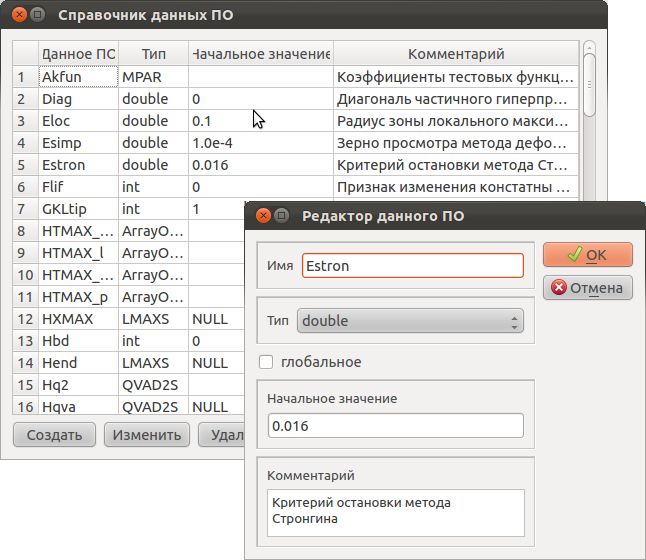 Справочник данных ПО
Данное ПО Тип Начальное значение Комментарий
1 Akfun MPAR Коэффициенты тестовых функц...
2 Diag double 0 Диагональ частичного гиперпр...
3 Eloc double 0.1 Радиус зоны локального макси...
4 Esimp double 1.0e-4 Зерно просмотра метода дефо...
5 Estron double 0.016 Критерий остановки метода Ст...
6 Flif int 0 Признак изменения констатны ...
7 GKLtip int 1
8 HTMAX_... ArrayO...
9 HTMAX_l ArrayO...
10 HTMAX_... ArrayO...
11 HTMAX_p ArrayO...
12 HXMAX LMAXS NULL
13 Hbd int 0
14 Hend LMAXS NULL
15 Hq2 QVAD2S
16 Hqva QVAD2S NULL
Создать Изменить Удал
Редактор данного ПО
Имя Estron OK
Отмена
Тип double
глобальное
Начальное значение
0.016
Комментарий
Критерий остановки метода
Стронгина